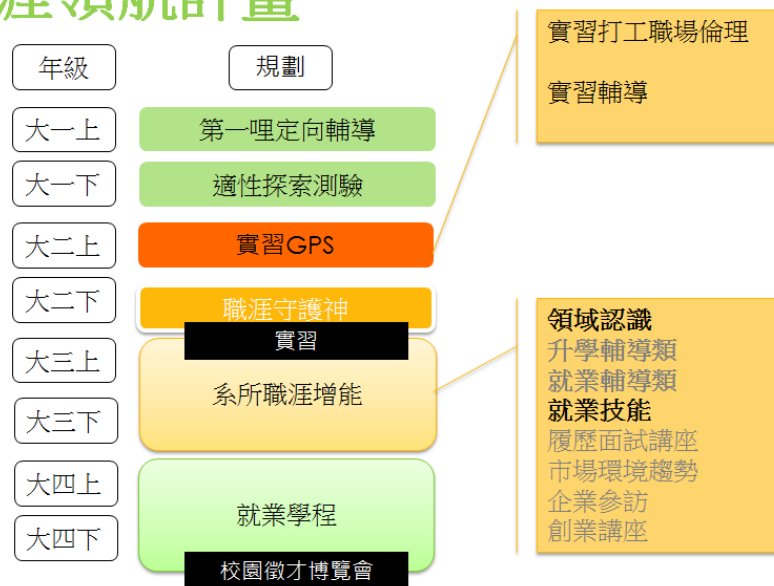 涯領航計畫
年級
規劃
大一上
第一哩定向輔導
大一下
適性探索測驗
大二上
實習GPS
大二下
職涯守護神
實習
大三上
系所職涯增能
大三下
大四上
就業學程
大四下
校園徵才博覽會
實習打工職場倫理
實習輔導
領域認識
升學輔導類
就業輔導類
就業技能
履歷面試講座
市場環境趨勢
企業參訪
創業講座